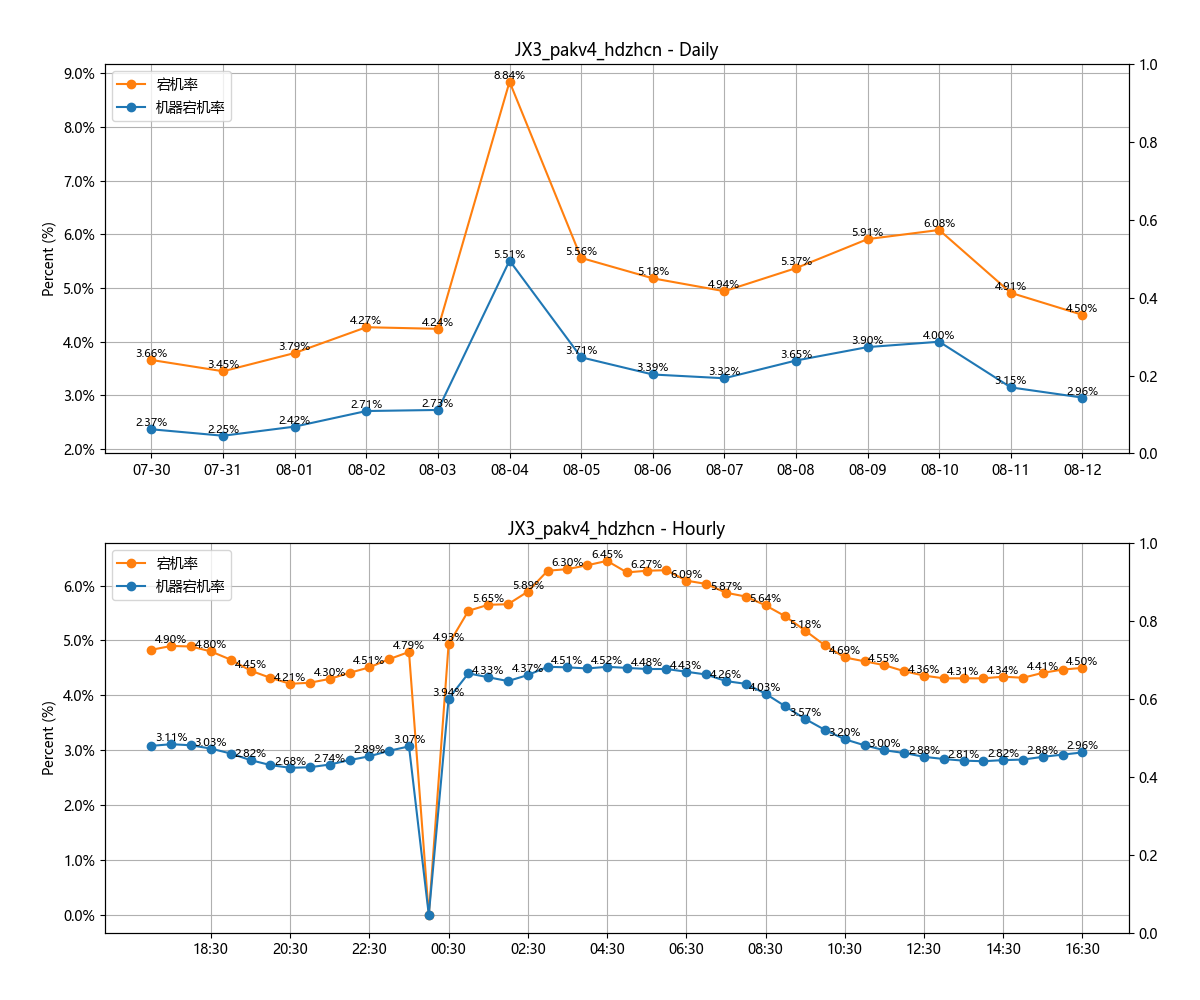 JX3_pakv4_hdzhcn - Daily
宕机率
机器宕机率
Percent (%)
9.0%
8.0%
7.0%
6.0%
5.0%
4.0%
3.0%
2.0%
1.0
0.8
0.6
0.4
0.2
0.0
3.66% 3.45% 3.79% 4.27% 4.24% 8.84% 5.56% 5.18% 4.94% 5.37% 5.91% 6.08% 4.91% 4.50%
2.37% 2.25% 2.42% 2.71% 2.73% 5.51% 3.71% 3.39% 3.32% 3.65% 3.90% 4.00% 3.15% 2.96%
07-30 07-31 08-01 08-02 08-03 08-04 08-05 08-06 08-07 08-08 08-09 08-10 08-11 08-12
JX3_pakv4_hdzhcn - Hourly
宕机率
机器宕机率
Percent (%)
6.0%
5.0%
4.0%
3.0%
2.0%
1.0%
0.0%
1.0
0.8
0.6
0.4
0.2
0.0
4.90% 4.80% 4.45% 4.21% 4.30% 4.51% 4.79% 4.93% 5.65% 5.89% 6.30% 6.45% 6.27% 6.09% 5.87% 5.64% 5.18% 4.69% 4.55% 4.36% 4.31% 4.34% 4.41% 4.50%
3.11% 3.03% 2.82% 2.68% 2.74% 2.89% 3.07% 3.94% 4.33% 4.37% 4.51% 4.52% 4.48% 4.43% 4.26% 4.03% 3.57% 3.20% 3.00% 2.88% 2.81% 2.82% 2.88% 2.96%
18:30 20:30 22:30 00:30 02:30 04:30 06:30 08:30 10:30 12:30 14:30 16:30